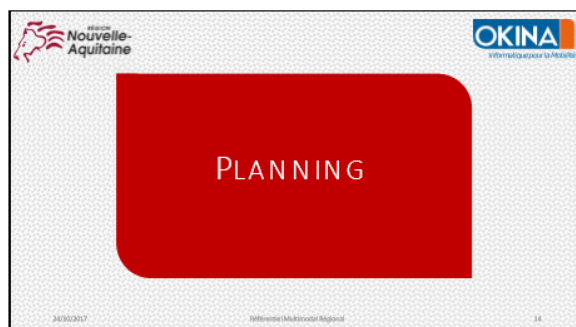 RÉGION
Nouvelle-
Aquitaine
OKINA
Informatique pour la Mobilité
PLANNING
24/10/2017
Référentiel Multimodal Régional
14